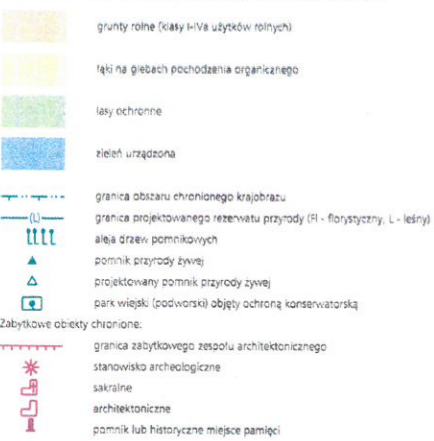 grunty rolne (klasy I-IVa użytków rolnych)
łąki na glebach pochodzenia organicznego
lasy ochronne
zieleń urządzona
granica obszaru chronionego krajobrazu
(L)
granica projektowanego rezerwatu przyrody (Fl - florystyczny, L - leśny)
aleja drzew pomnikowych
pomnik przyrody żywej
projektowany pomnik przyrody żywej
park wiejski (podworski) objęty ochroną konserwatorską
Zabytkowe obiekty chronione:
granica zabytkowego zespołu architektonicznego
stanowisko archeologiczne
sakralne
architektoniczne
pomnik lub historyczne miejsce pamięci